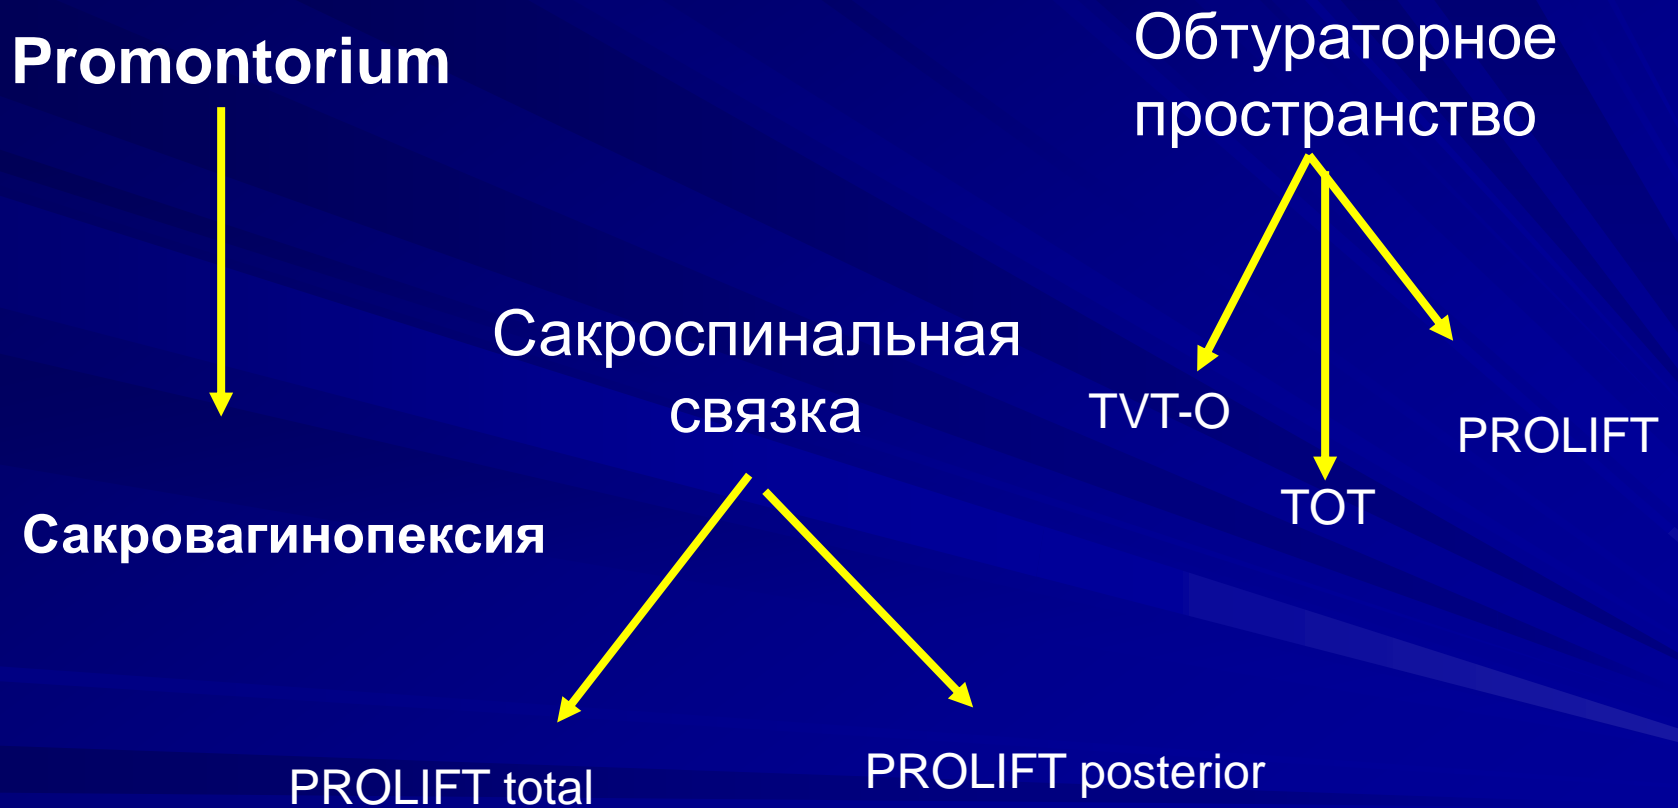 Promontorium
Обтураторное
пространство
Сакроспинальная
связка
TVT-O
PROLIFT
TOT
Сакровагинопексия
PROLIFT total
PROLIFT posterior